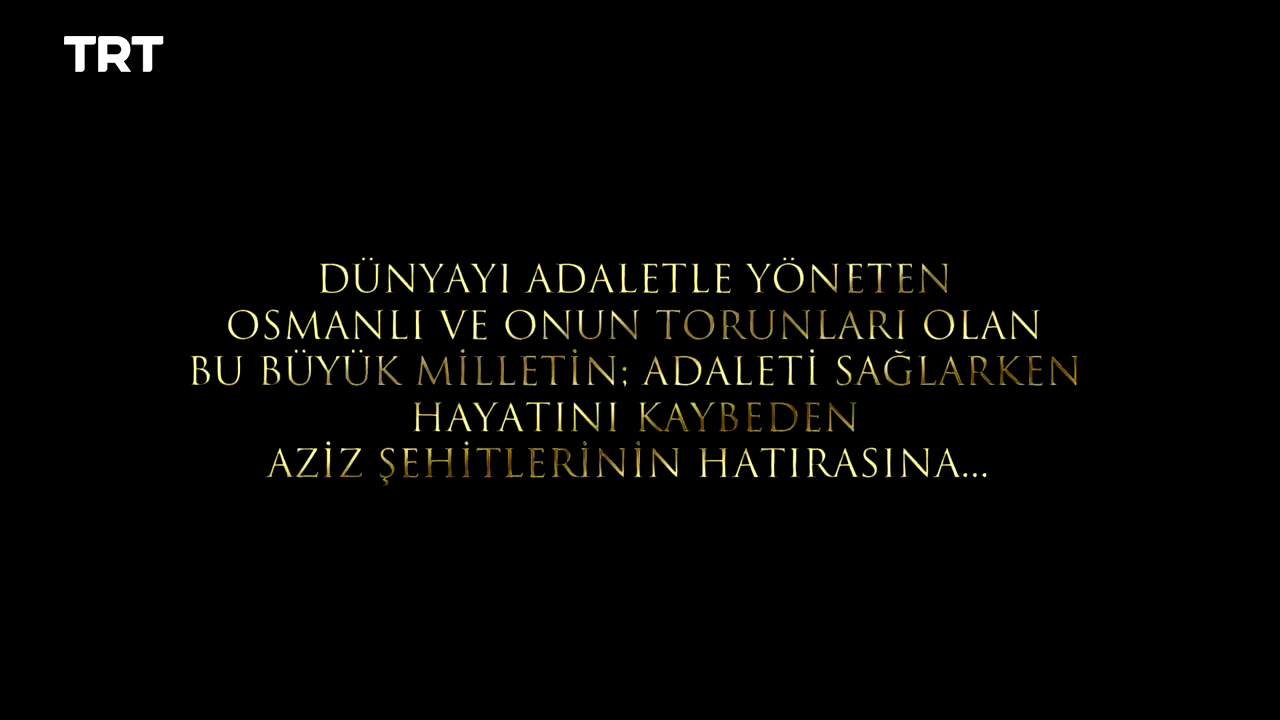 TRT
DÜNYAYI ADALETLE YÖNETEN
OSMANLI VE ONUN TORUNLARI OLAN
BU BÜYÜK MİLLETİN; ADALETİ SAĞLARKEN
HAYATINI KAYBEDEN
AZİZ ŞEHİTLERİNİN HATIRASINA...